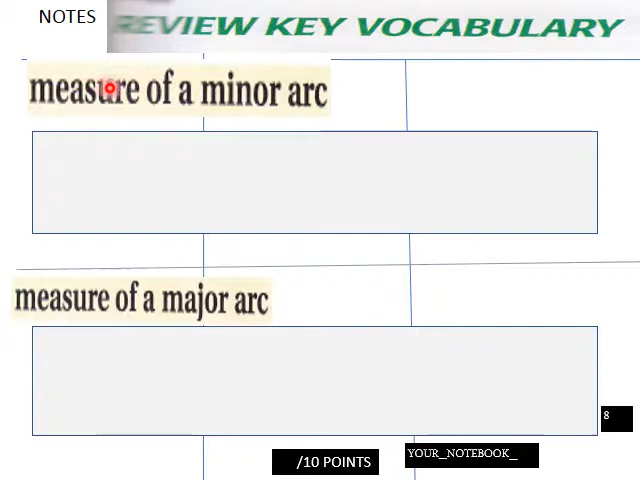 NOTES
REVIEW KEY VOCABULARY
measure of a minor arc
measure of a major arc
8
/10 POINTS
YOUR_NOTEBOOK_